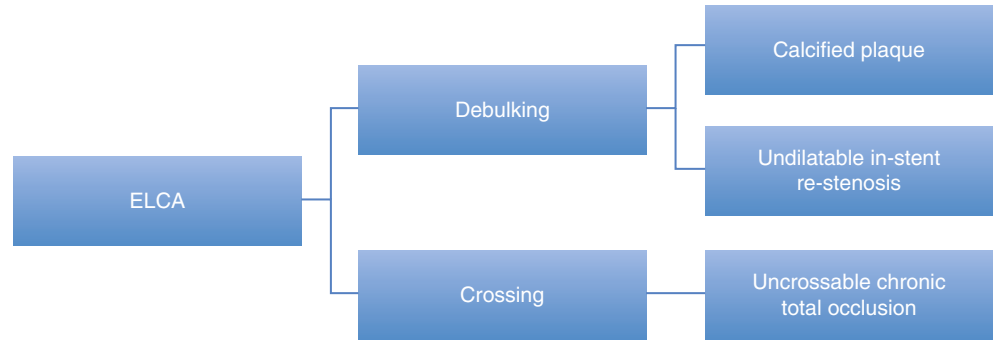 ELCA
Debulking
Calcified plaque
Undilatable in-stent
re-stenosis
Crossing
Uncrossable chronic
total occlusion